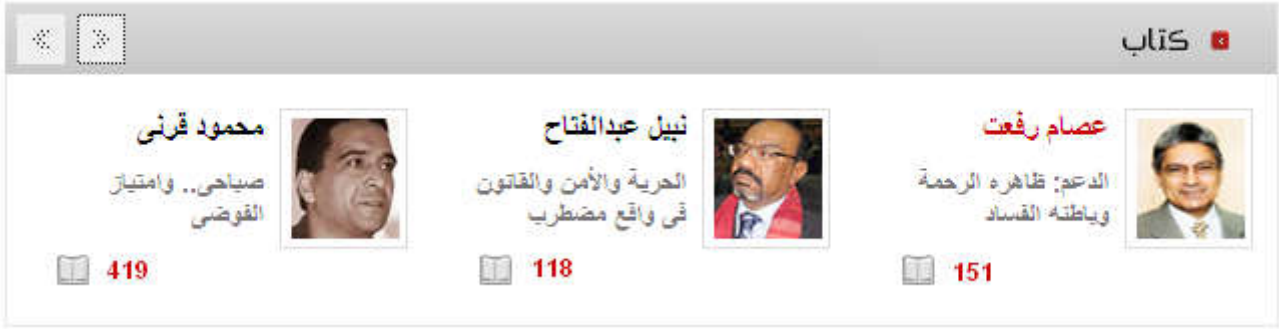 كتاب
عصام رفعت
الدعم: ظاهره الرحمة
وباطنه الفساد
151
نبيل عبدالفتاح
الحرية والأمن والقانون
فى واقع مضطرب
118
محمود قرنى
صباحى.. وامتياز
الفوضى
419